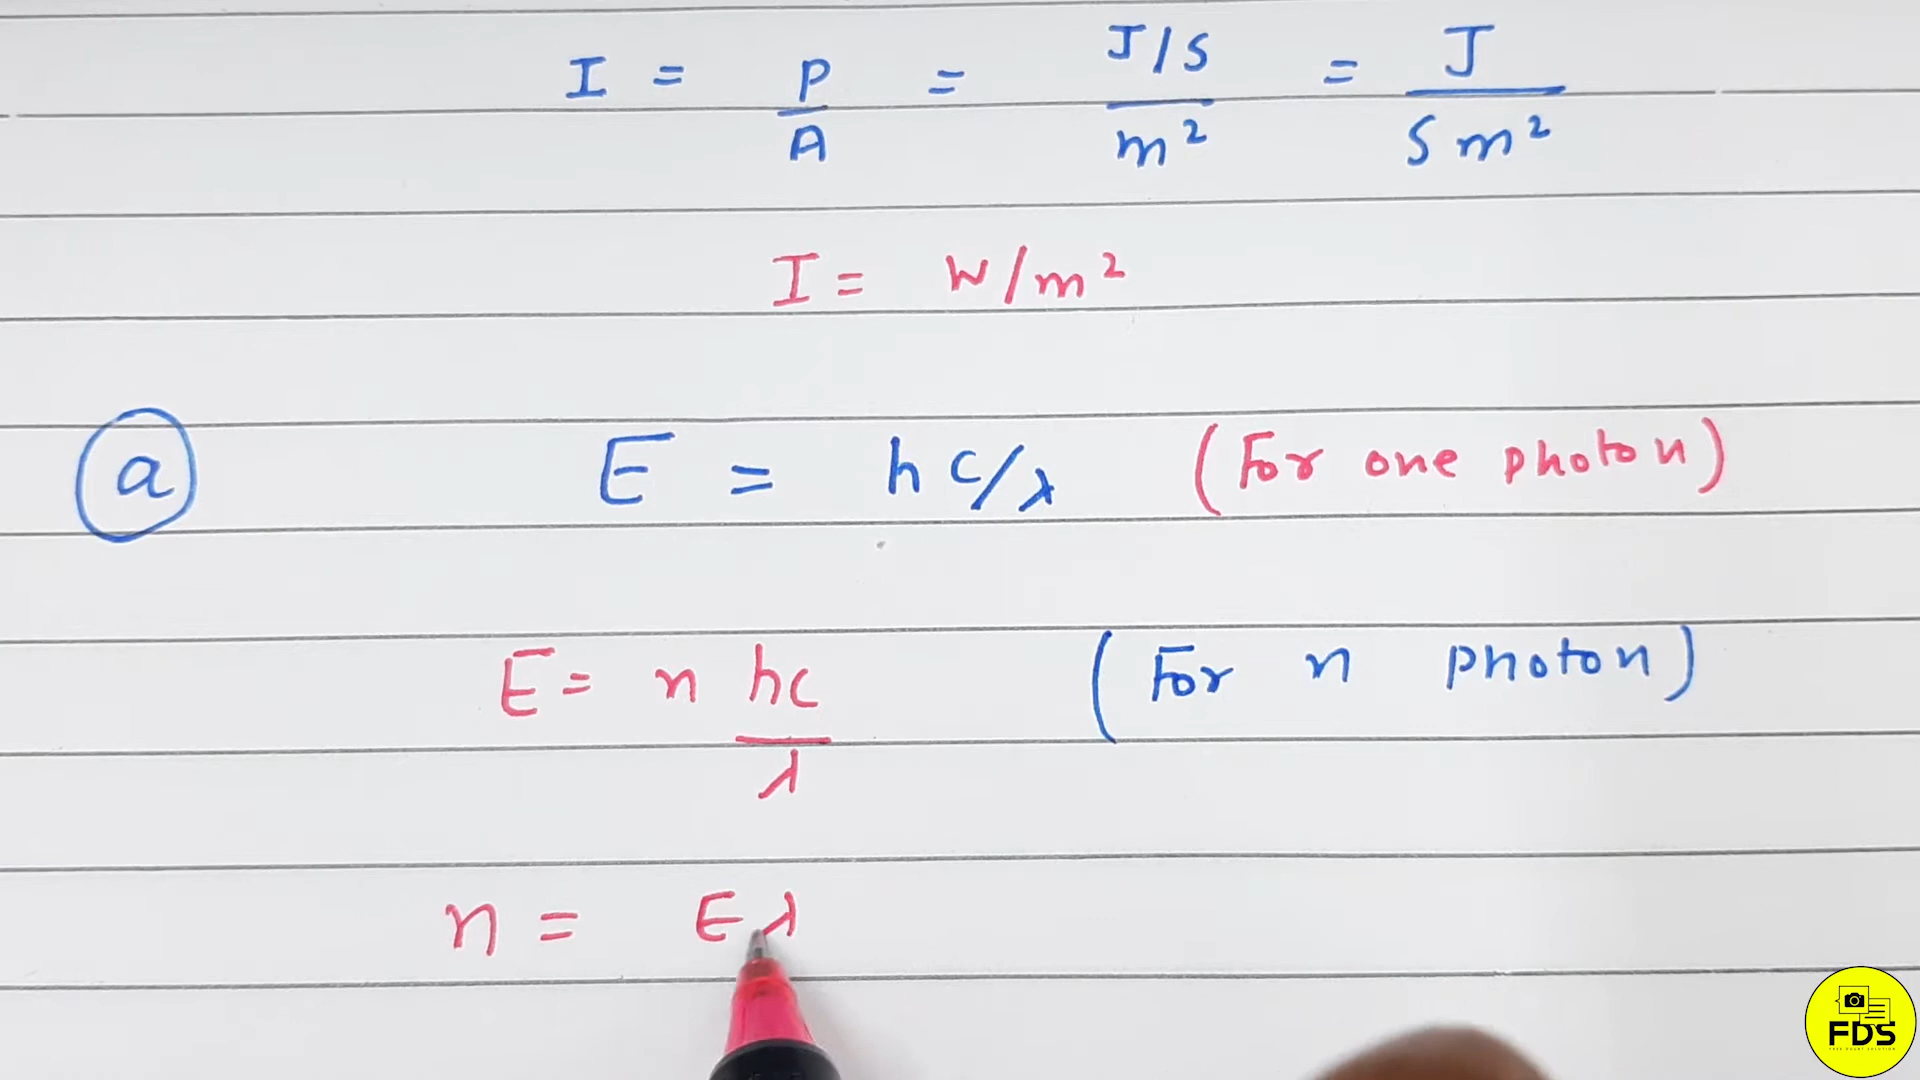 I = P/A = J/S/m² = J/S m²
I = W/m²
a E = hc/λ (For one photon)
E = n hc/λ (For n photon)
n = Eλ
FDS